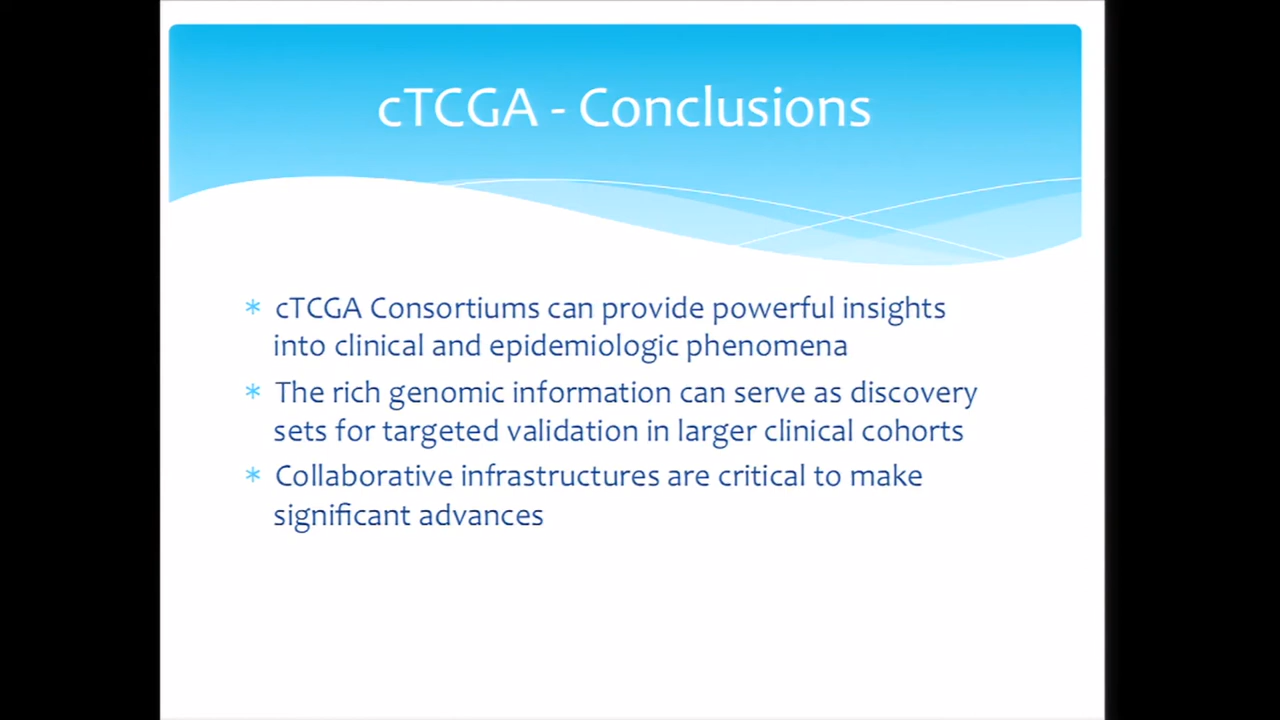 cTCGA - Conclusions
* cTCGA Consortiums can provide powerful insights
into clinical and epidemiologic phenomena
* The rich genomic information can serve as discovery
sets for targeted validation in larger clinical cohorts
* Collaborative infrastructures are critical to make
significant advances